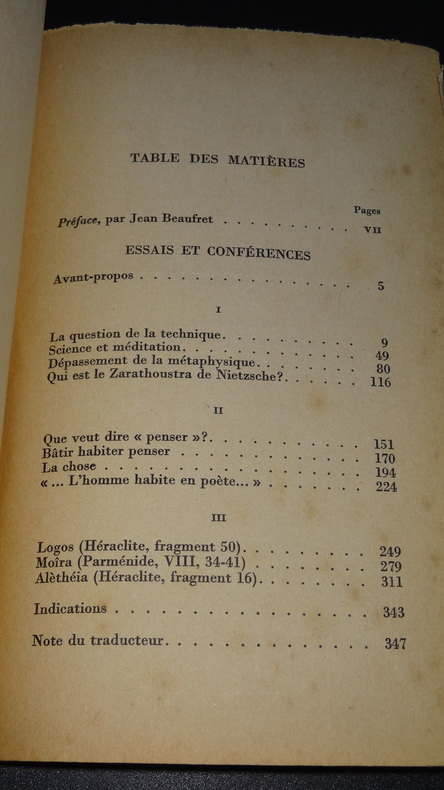 TABLE DES MATIÈRES
Pages
Préface, par Jean Beaufret . . . . . . . . . . . VII
ESSAIS ET CONFÉRENCES
Avant-propos . . . . . . . . . . . . . . . . 5
I
La question de la technique. . . . . . . . . . 9
Science et méditation. . . . . . . . . . . . . 49
Dépassement de la métaphysique. . . . . . . . 80
Qui est le Zarathoustra de Nietzsche?. . . . . . 116
II
Que veut dire « penser »?. . . . . . . . . . . 151
Bâtir habiter penser . . . . . . . . . . . . . 170
La chose . . . . . . . . . . . . . . . . . . 194
« ... L'homme habite en poète... » . . . . . . . . 224
III
Logos (Héraclite, fragment 50). . . . . . . . . 249
Moîra (Parménide, VIII, 34-41) . . . . . . . . . 279
Alèthéia (Héraclite, fragment 16). . . . . . . . 311
Indications . . . . . . . . . . . . . . . . . 343
Note du traducteur. . . . . . . . . . . . . . 347